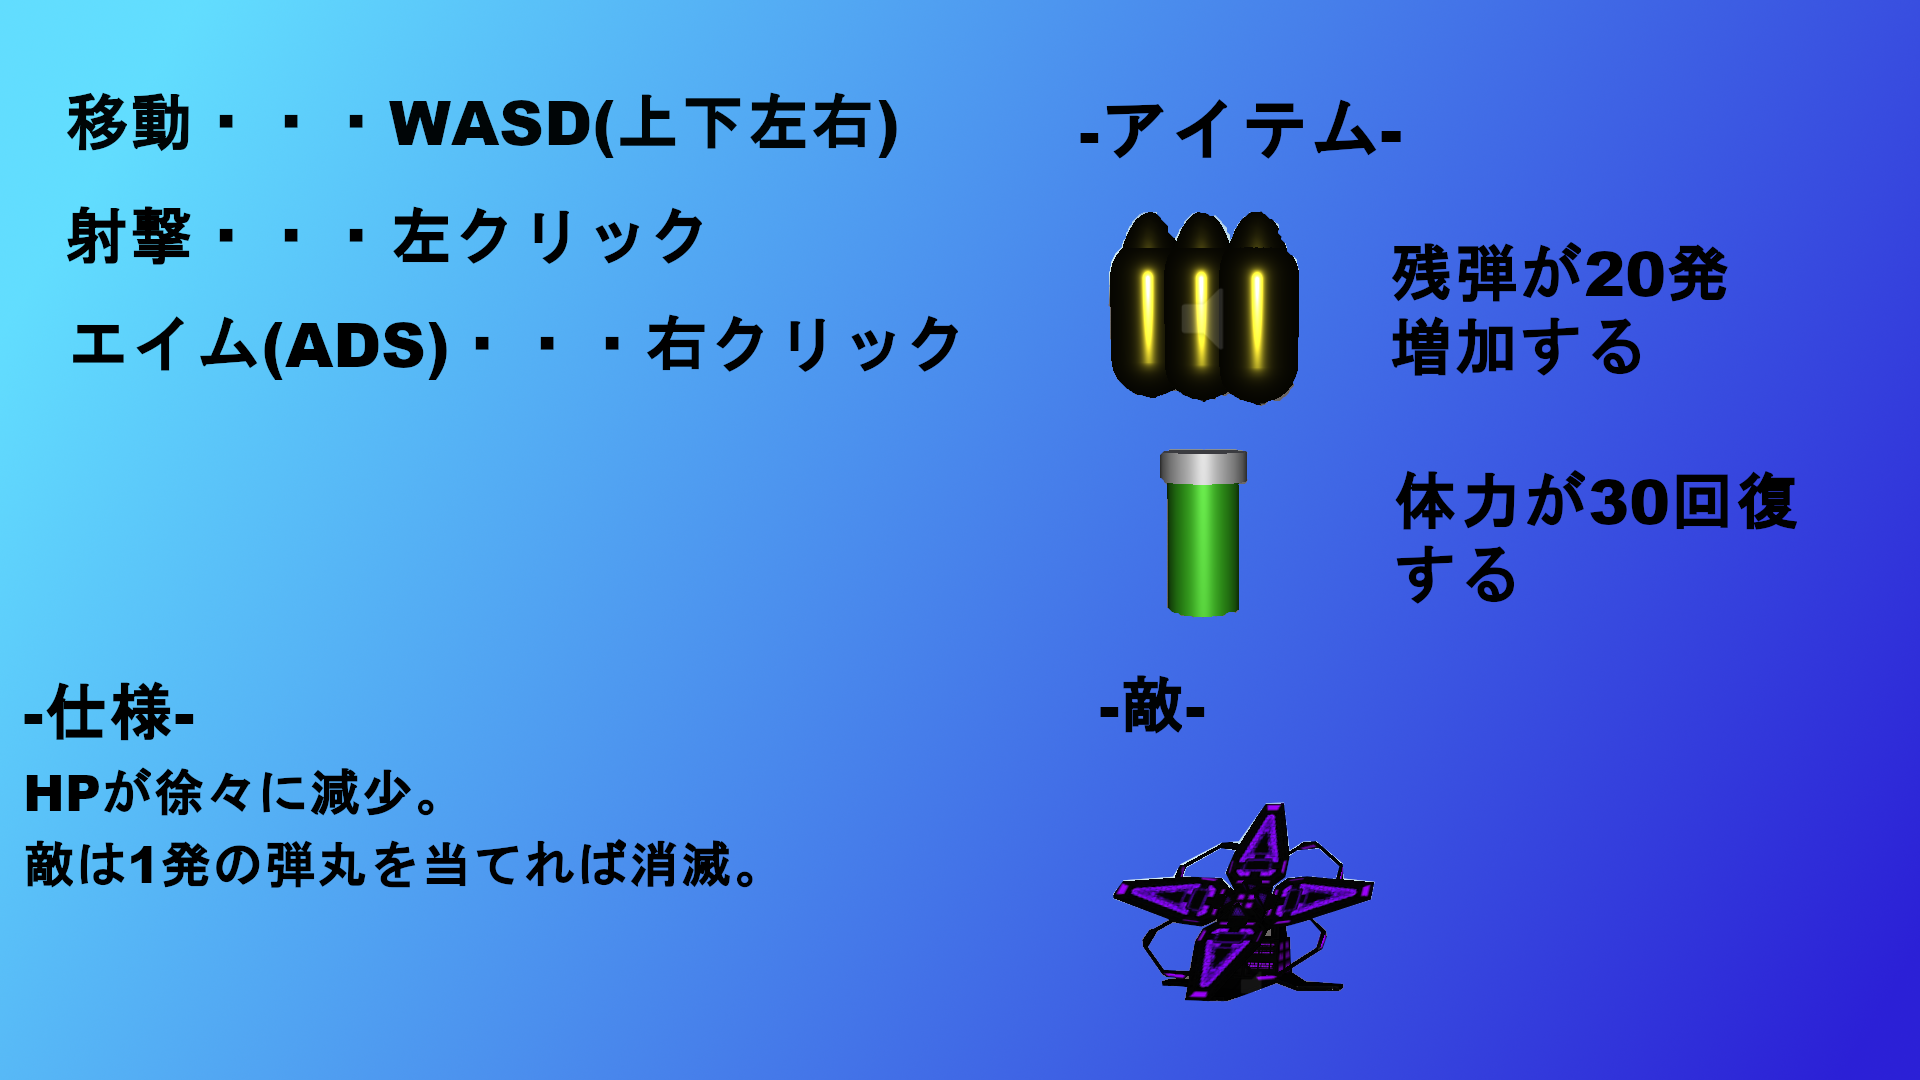 移動・・・WASD(上下左右)
射撃・・・左クリック
エイム(ADS)・・・右クリック
-仕様-
HPが徐々に減少。
敵は1発の弾丸を当てれば消滅。
-アイテム-
残弾が20発
増加する
体力が30回復
する
-敵-